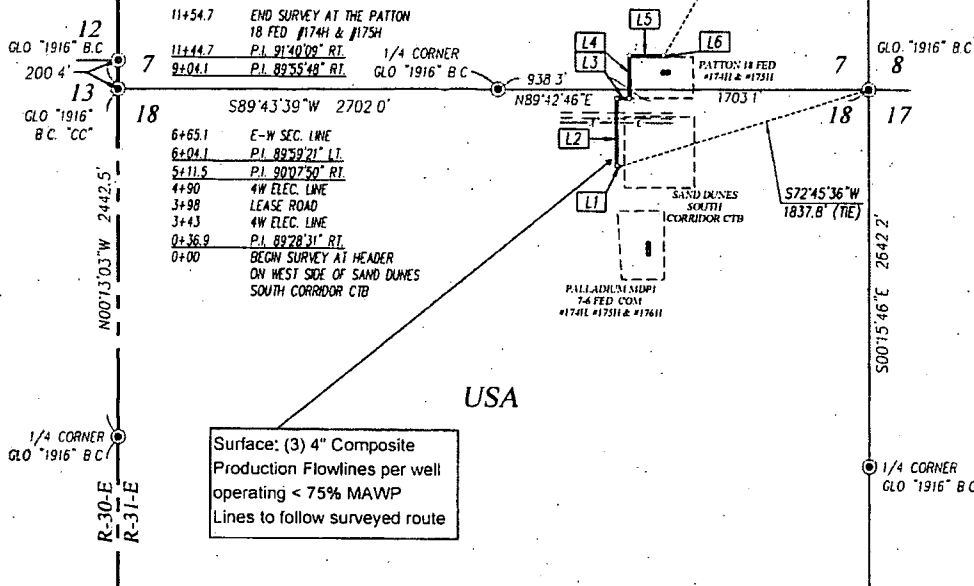 11+54.7 END SURVEY AT THE PATTON
18 FED #174H & #175H
11+44.7 P.I. 91°40'09" RT.
9+04.1 P.I. 89°55'48" RT.
12
GLO "1916" B.C
200 4'
7
13
18
GLO "1916"
B C. "CC"
1/4 CORNER
GLO "1916" B C
938 3'
N89°42'46"E
1703 1'
S89°43'39"W 2702 0'
L5
L4
L6
L3
PATTON 18 FED
#174H & #175H
7
8
GLO. "1916" B.C
18
17
6+65.1 E-W SEC. LINE
6+04.1 P.I. 89°59'21" LT.
5+11.5 P.I. 90°07'50" RT.
4+90 4W ELEC. LINE
3+98 LEASE ROAD
3+43 4W ELEC. LINE
0+36.9 P.I. 89°28'31" RT.
0+00 BEGIN SURVEY AT HEADER
ON WEST SIDE OF SAND DUNES
SOUTH CORRIDOR CTB
N00°13'03"W 2442.5'
L2
L1
SAND DUNES
SOUTH
CORRIDOR CTB
S72°45'36"W
1837.8' (TIE)
S00°15'46"E 2642 2'
PALLADIUM MDP1
7-6 FED COM
#174H, #175H & #176H
USA
1/4 CORNER
GLO "1916" B C
R-30-E
R-31-E
Surface: (3) 4" Composite
Production Flowlines per well
operating < 75% MAWP
Lines to follow surveyed route
1/4 CORNER
GLO "1916" B C